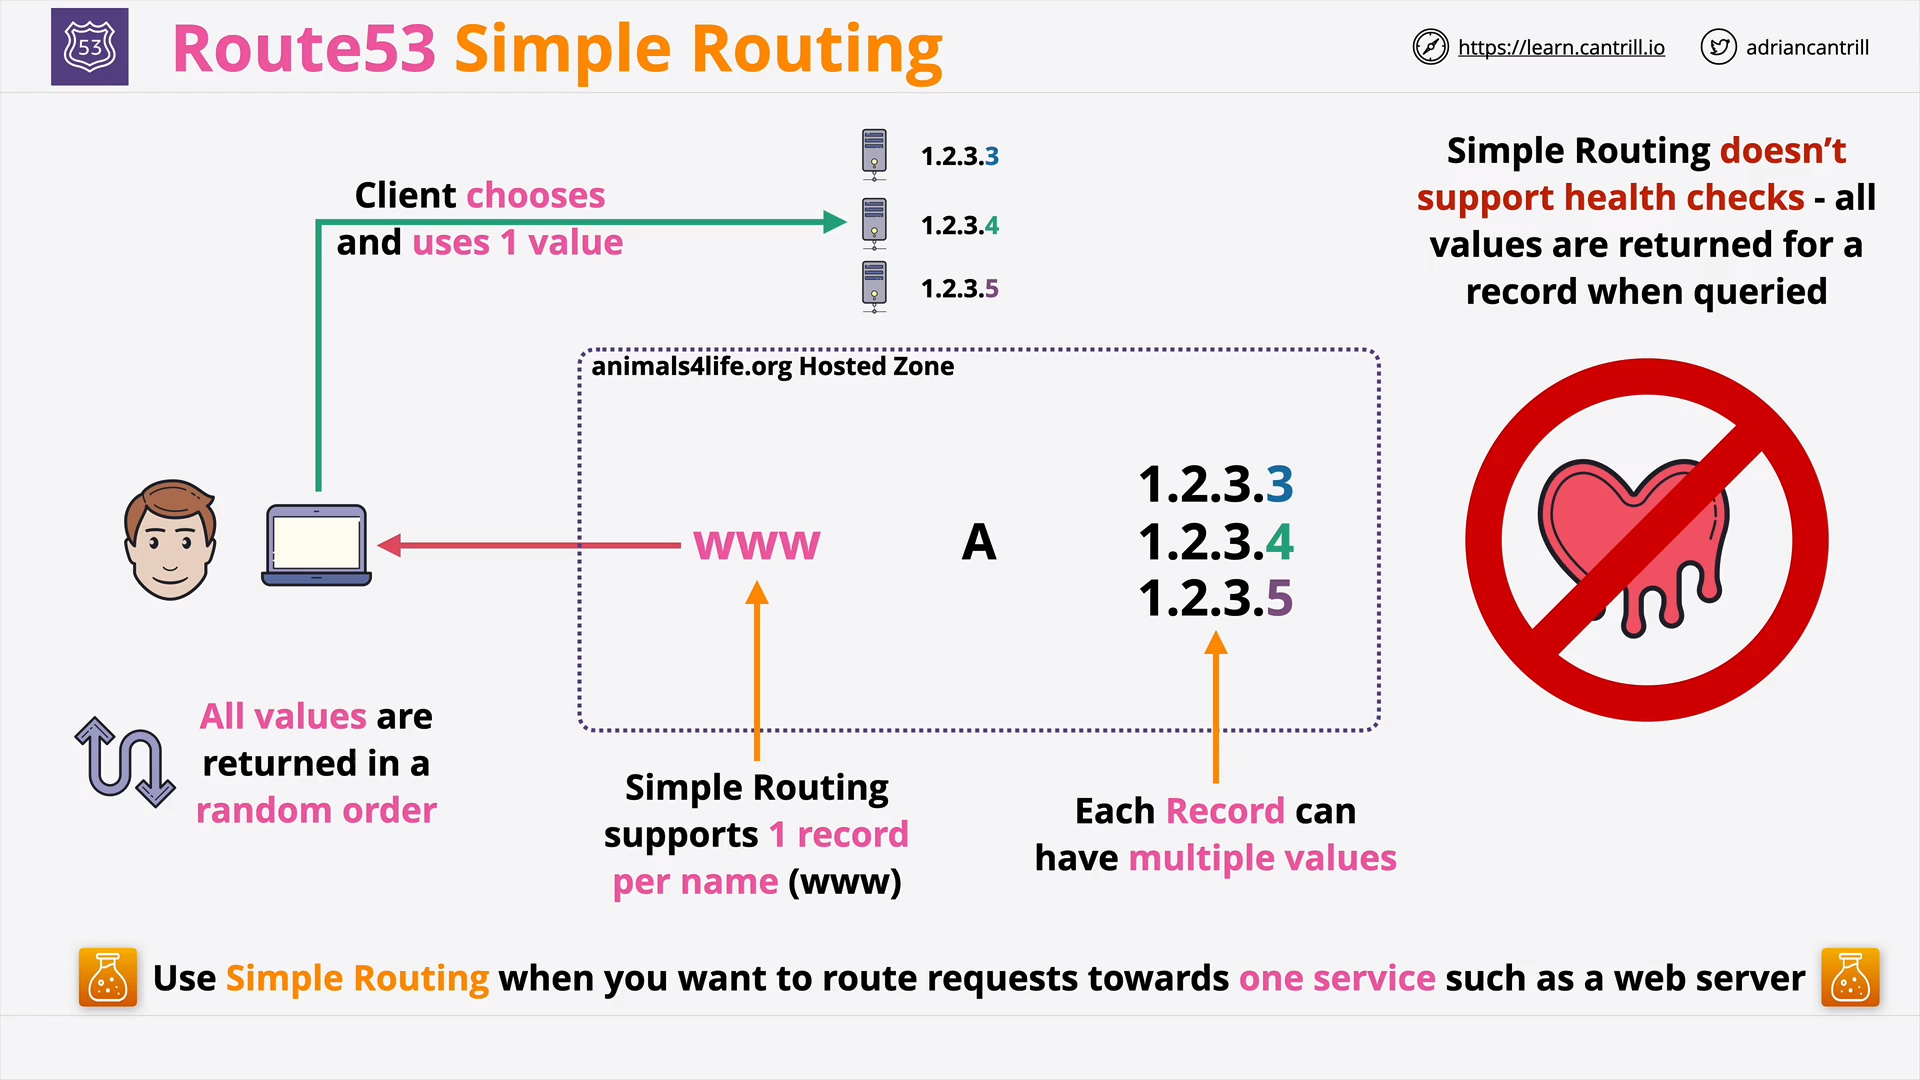 53
Route53 Simple Routing
https://learn.cantrill.io
adriancantrill
1.2.3.3
1.2.3.4
1.2.3.5
Client chooses
and uses 1 value
Simple Routing doesn’t
support health checks - all
values are returned for a
record when queried
animals4life.org Hosted Zone
www
A
1.2.3.3
1.2.3.4
1.2.3.5
All values are
returned in a
random order
Simple Routing
supports 1 record
per name (www)
Each Record can
have multiple values
Use Simple Routing when you want to route requests towards one service such as a web server